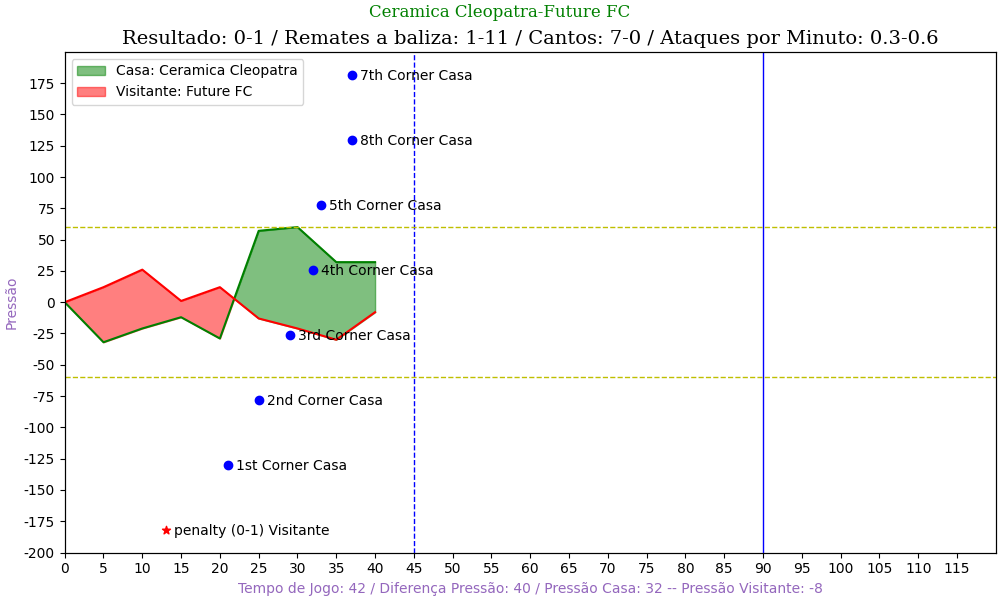 Ceramica Cleopatra-Future FC
Resultado: 0-1 / Remates a baliza: 1-11 / Cantos: 7-0 / Ataques por Minuto: 0.3-0.6
Casa: Ceramica Cleopatra
Visitante: Future FC
7th Corner Casa
8th Corner Casa
5th Corner Casa
4th Corner Casa
3rd Corner Casa
2nd Corner Casa
1st Corner Casa
penalty (0-1) Visitante
Pressão
175
150
125
100
75
50
25
0
-25
-50
-75
-100
-125
-150
-175
-200
0 5 10 15 20 25 30 35 40 45 50 55 60 65 70 75 80 85 90 95 100 105 110 115
Tempo de Jogo: 42 / Diferença Pressão: 40 / Pressão Casa: 32 -- Pressão Visitante: -8